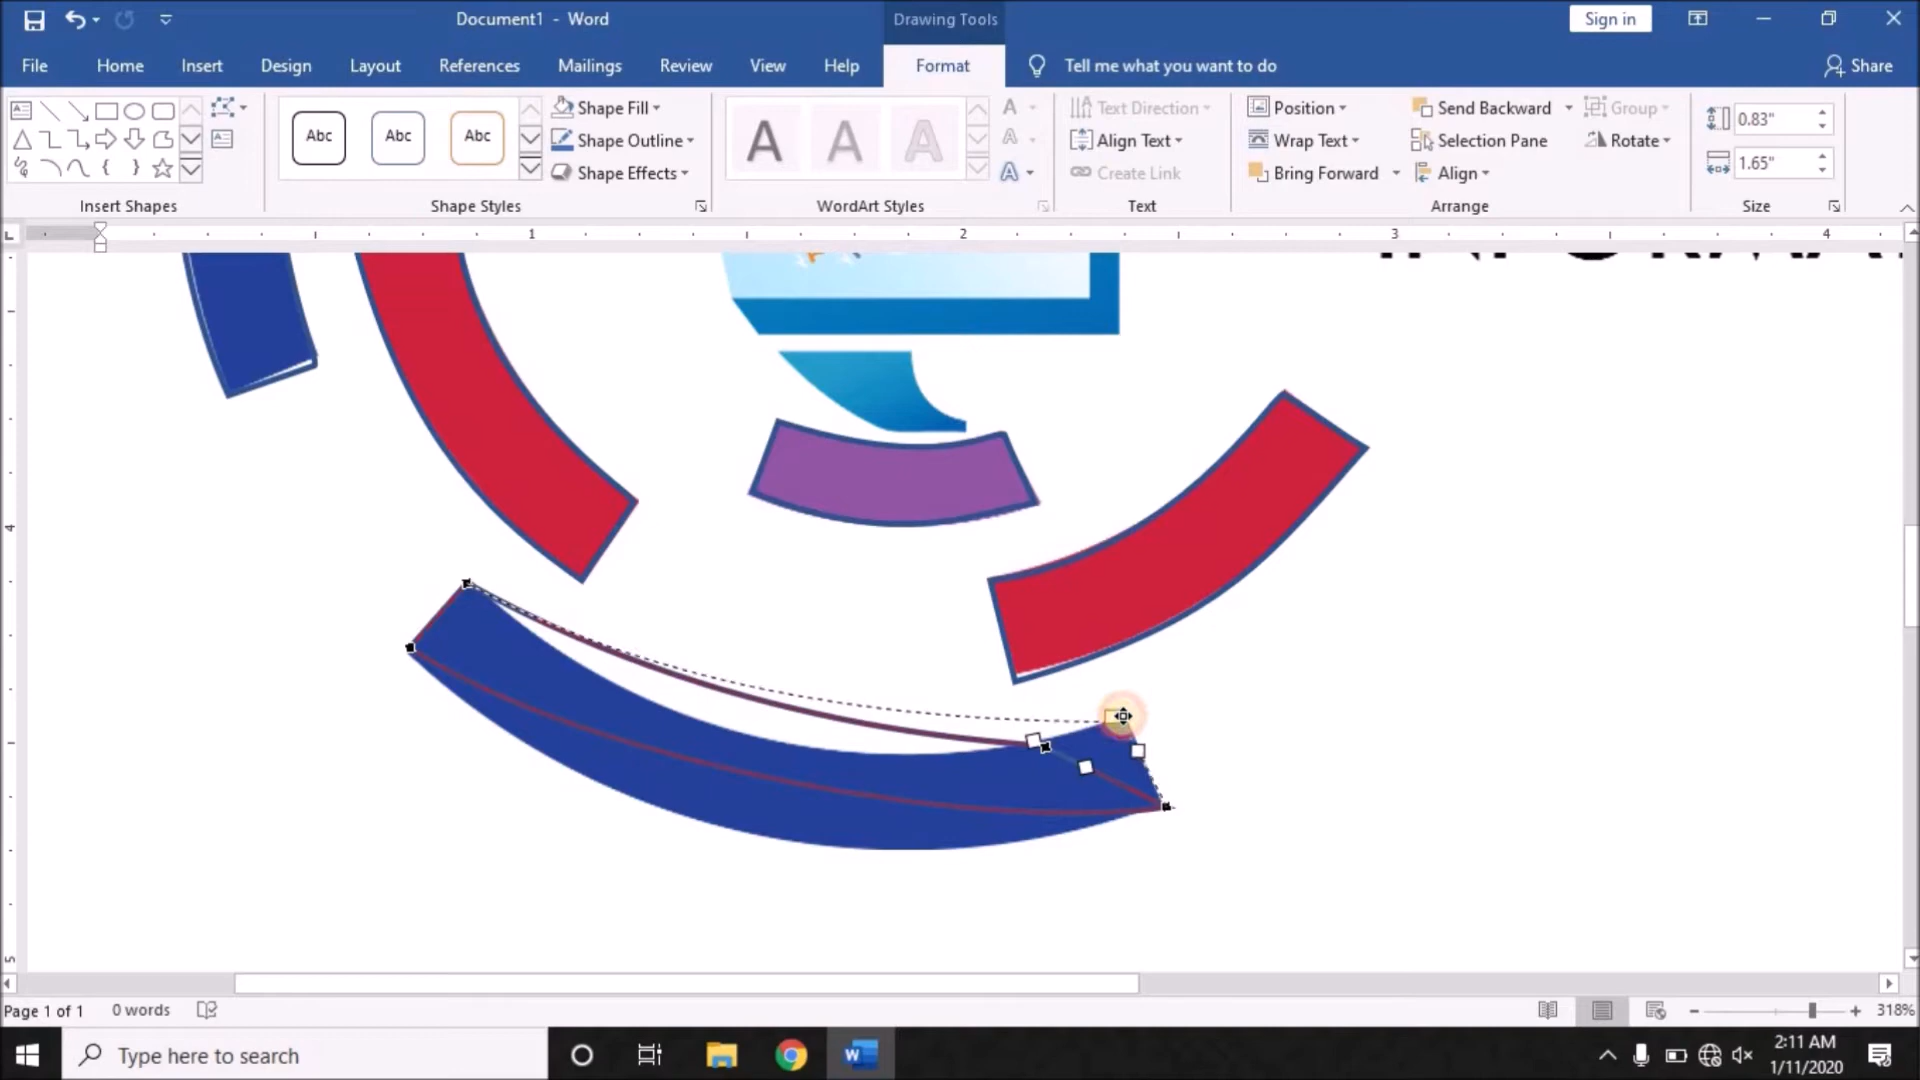 Document1 - Word
Drawing Tools
Sign in
File Home Insert Design Layout References Mailings Review View Help Format Tell me what you want to do Share
Abc Abc Abc
Shape Fill
Shape Outline
Shape Effects
A A A
A
A
A
Text Direction
Align Text
Create Link
Position
Wrap Text
Bring Forward
Send Backward
Selection Pane
Align
Group
Rotate
0.83"
1.65"
Insert Shapes Shape Styles WordArt Styles Text Arrange Size
1 2 3 4
4
5
Page 1 of 1 0 words 318%
Type here to search
W
2:11 AM
1/11/2020